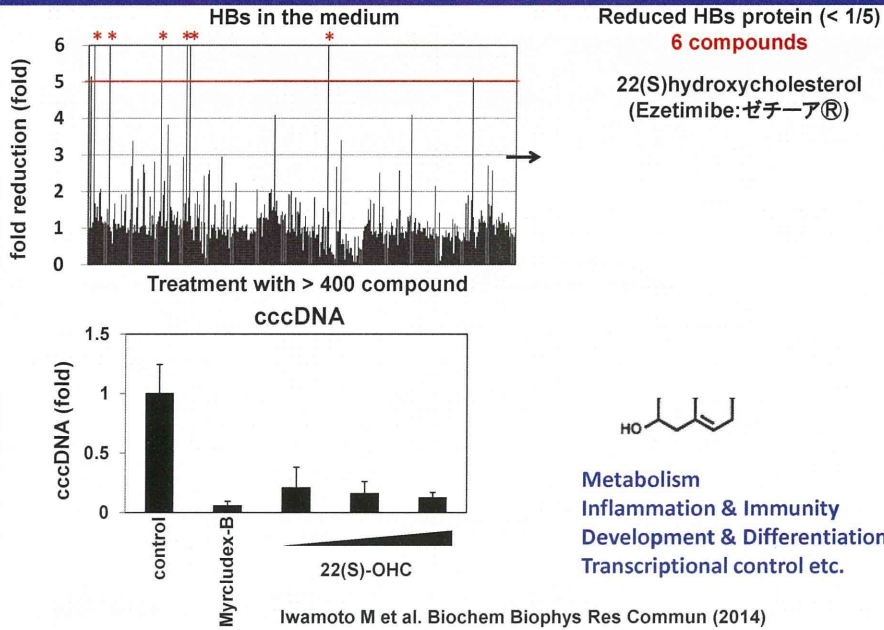 HBs in the medium
* * * ** *
fold reduction (fold)
6
5
4
3
2
1
0
Treatment with > 400 compound
Reduced HBs protein (< 1/5)
6 compounds
22(S)hydroxycholesterol
(Ezetimibe:ゼチーア®)
cccDNA
cccDNA (fold)
1.5
1
0.5
0
control
Myrcludex-B
22(S)-OHC
HO
Metabolism
Inflammation & Immunity
Development & Differentiation
Transcriptional control etc.
Iwamoto M et al. Biochem Biophys Res Commun (2014)